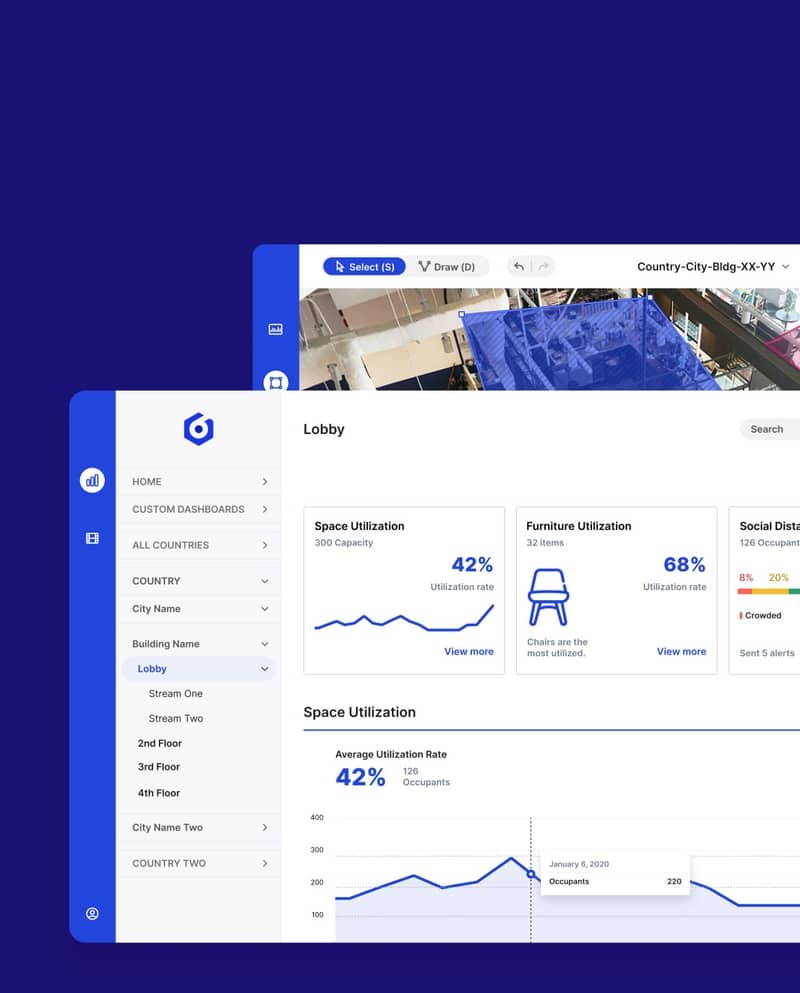 Select (S)
Draw (D)
Country-City-Bldg-XX-YY
Lobby
Search
HOME
CUSTOM DASHBOARDS
ALL COUNTRIES
COUNTRY
City Name
Building Name
Lobby
Stream One
Stream Two
2nd Floor
3rd Floor
4th Floor
City Name Two
COUNTRY TWO
Space Utilization
300 Capacity
42%
Utilization rate
View more
Furniture Utilization
32 items
68%
Utilization rate
Chairs are the
most utilized.
View more
Social Dista
126 Occupant
8% 20%
Crowded
Sent 5 alerts
Space Utilization
Average Utilization Rate
42%
126
Occupants
400
300
200
100
January 6, 2020
Occupants 220